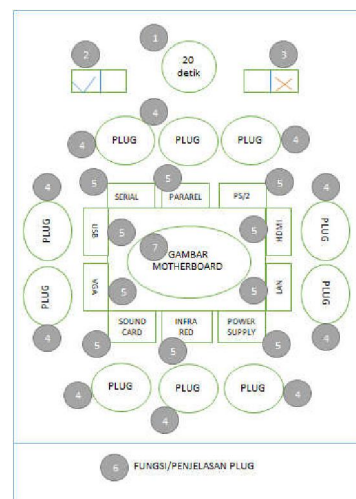 1
2
20
detik
3
4
PLUG
PLUG
PLUG
4
4
5
5
5
4
4
SERIAL
PARAREL
PS/2
PLUG
USB
5
7
5
HDMI
PLUG
GAMBAR
MOTHERBOARD
PLUG
VGA
5
5
LAN
PLUG
4
SOUND
CARD
INFRA
RED
POWER
SUPPLY
4
5
5
5
PLUG
PLUG
PLUG
4
4
4
6
FUNGSI/PENJELASAN PLUG